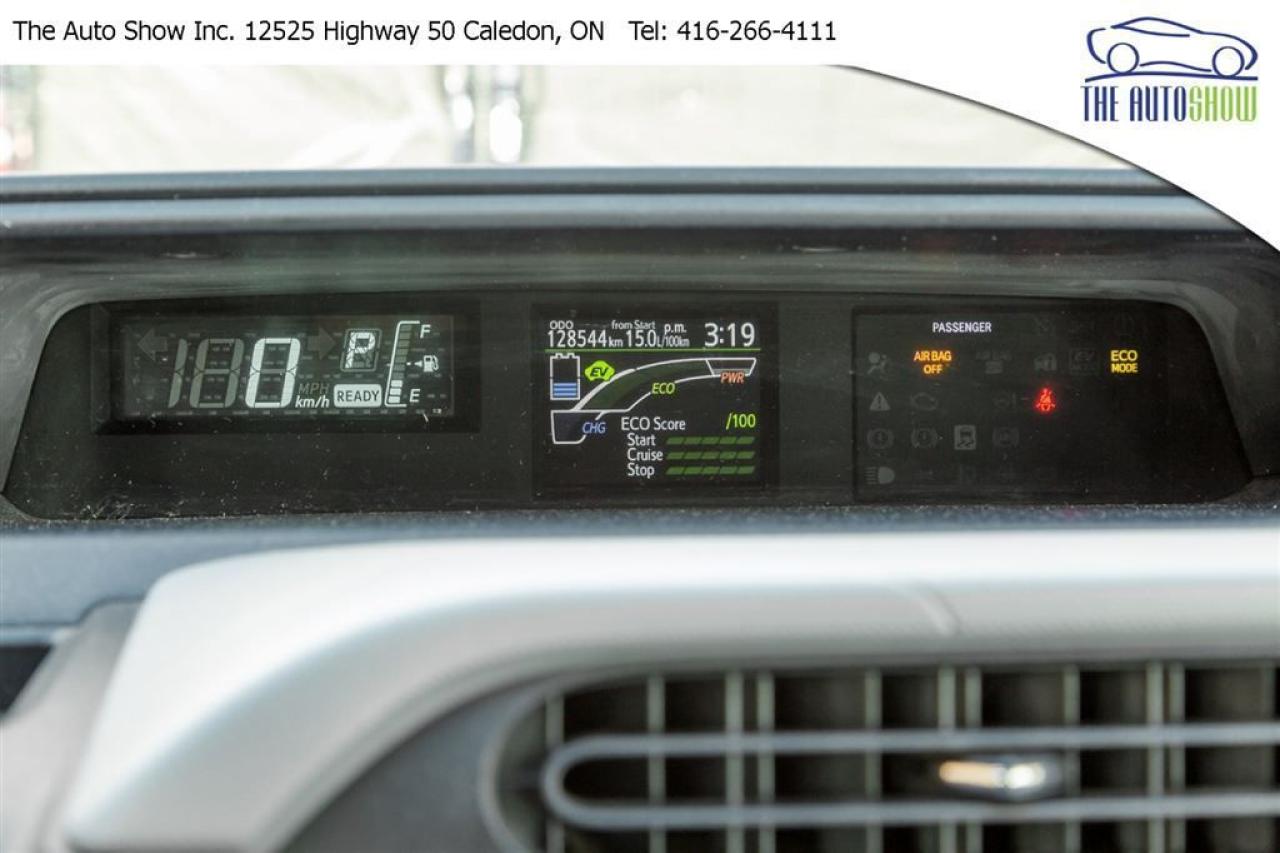 The Auto Show Inc. 12525 Highway 50 Caledon, ON Tel: 416-266-4111
THE AUTOSHOW
0
MPH
km/h
P
READY
F
E
ODO from Start p.m. 3:19
128544 km 15.0 L/100km
EV
ECO
PWR
CHG
ECO Score /100
Start
Cruise
Stop
PASSENGER
AIR BAG
OFF
ECO
MODE